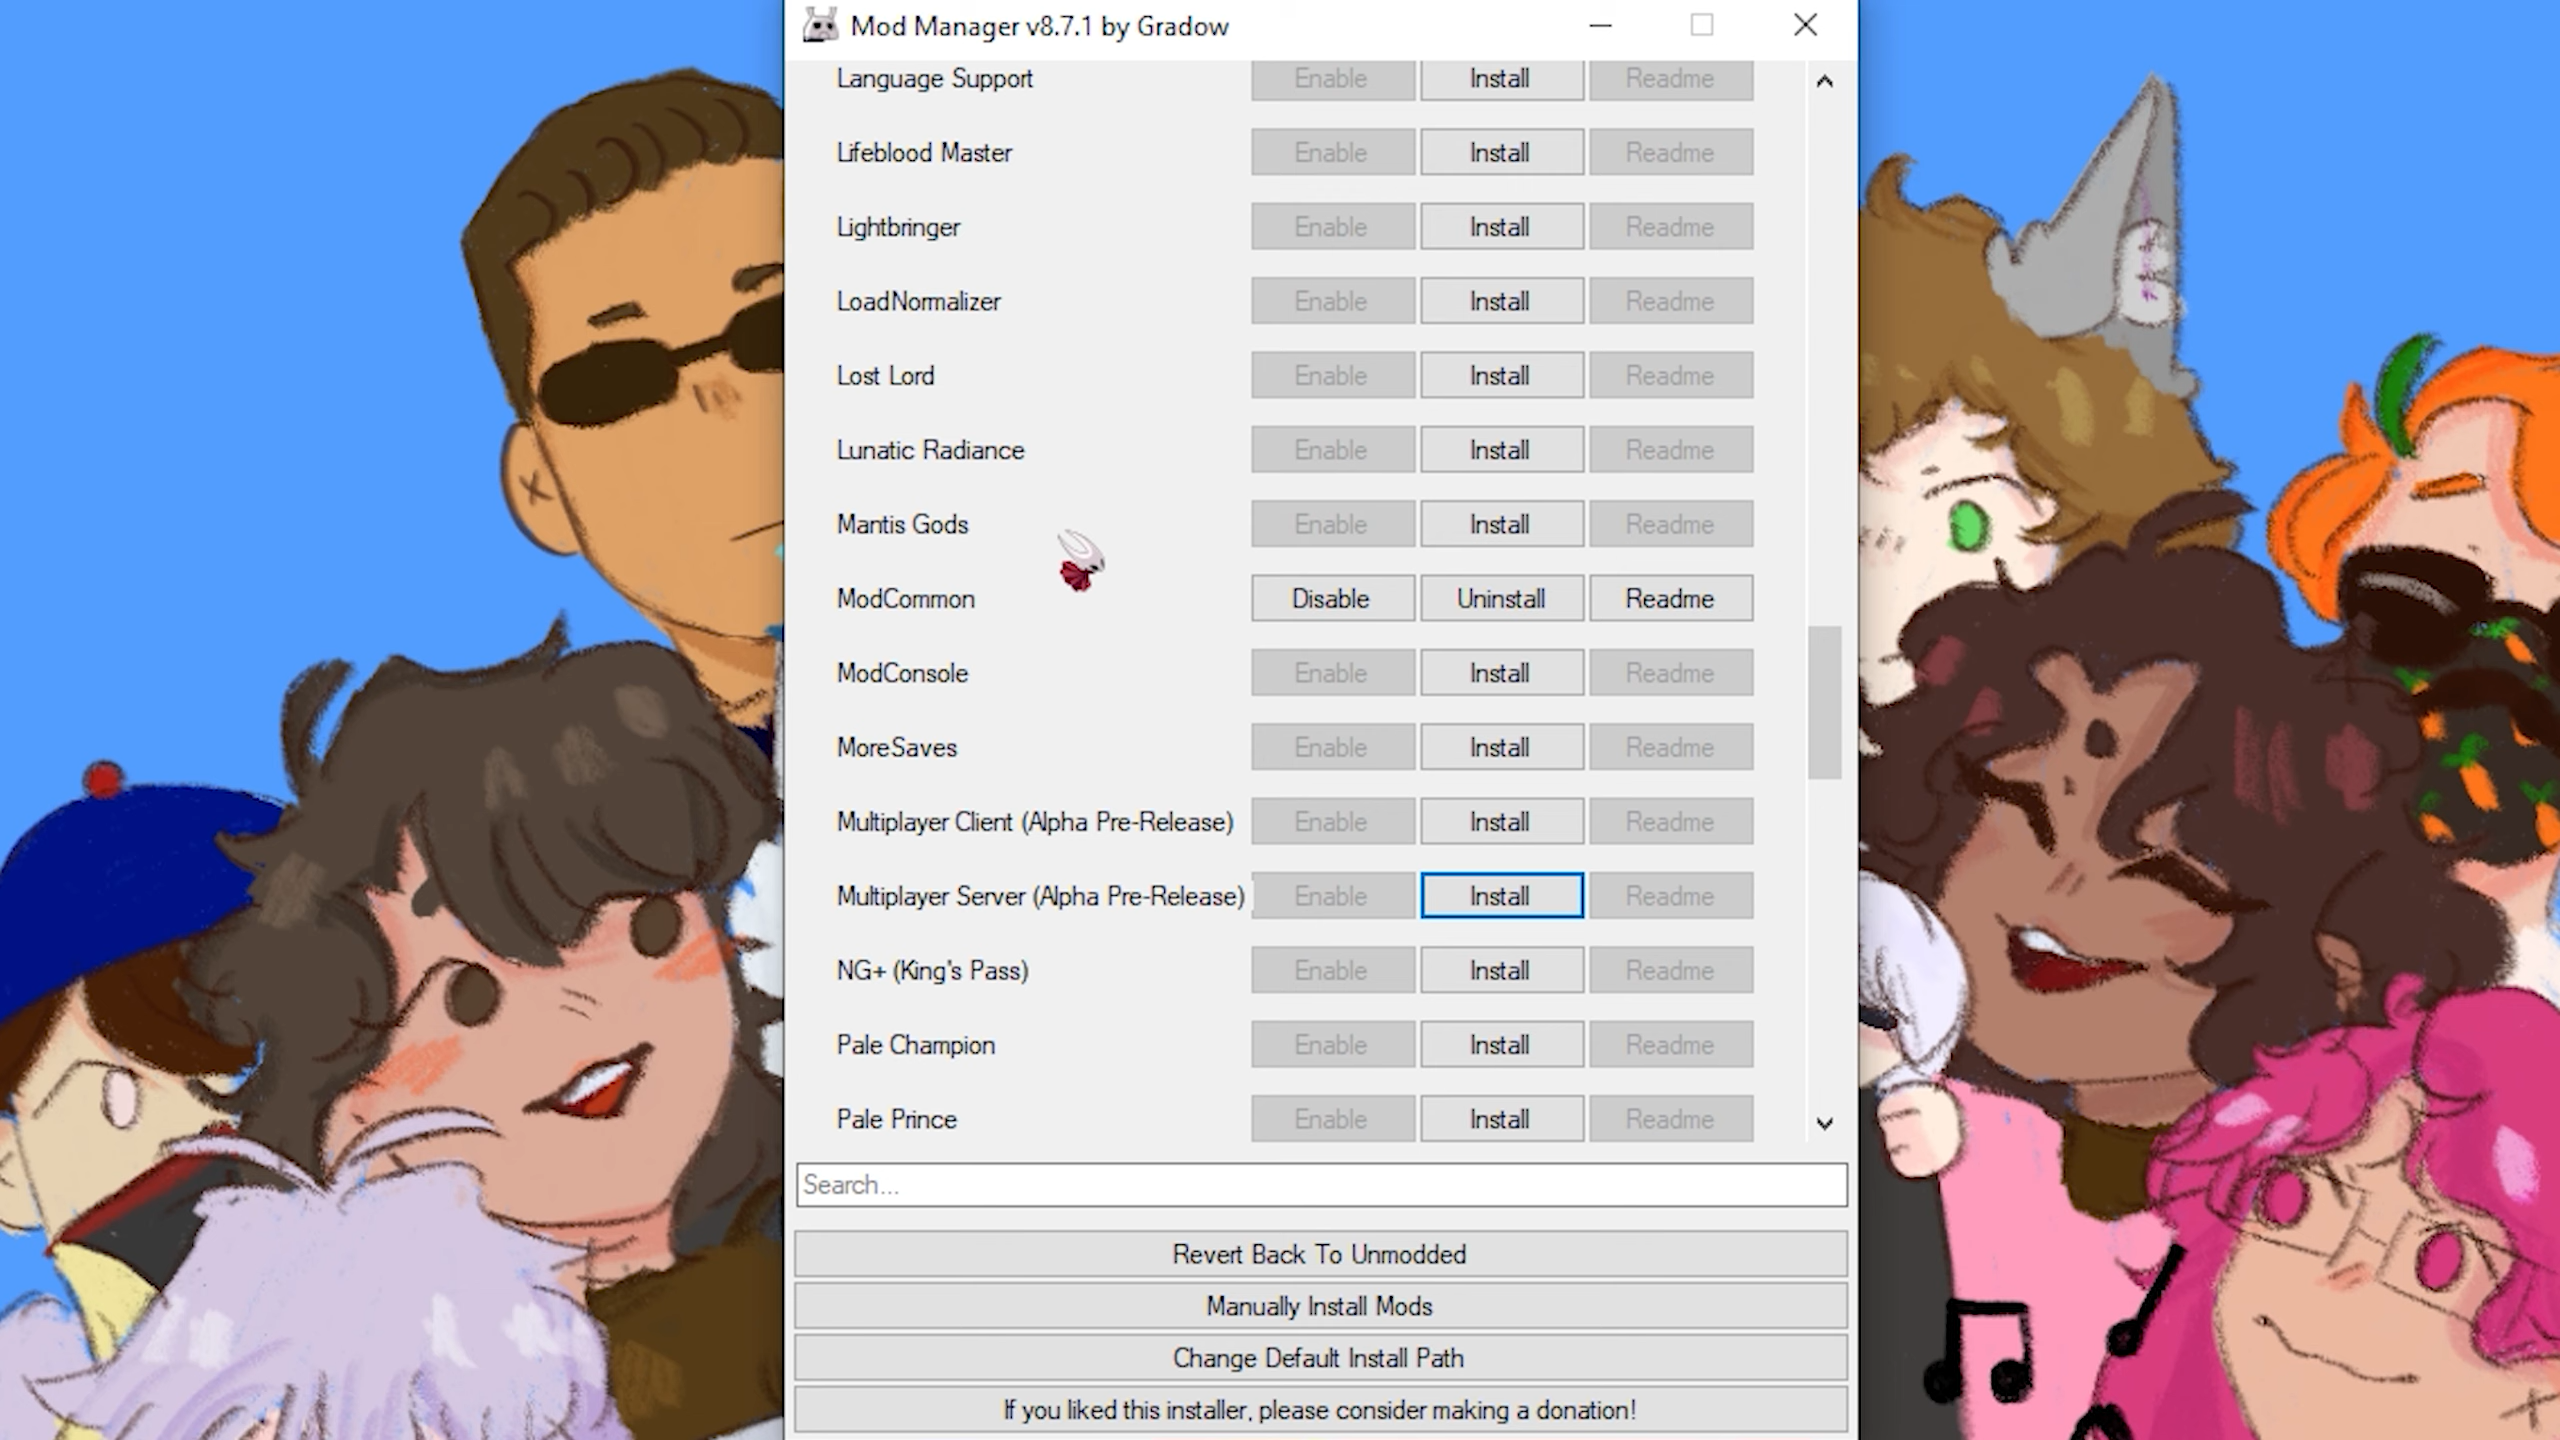 Mod Manager v8.7.1 by Gradow
Language Support Enable Install Readme
Lifeblood Master Enable Install Readme
Lightbringer Enable Install Readme
LoadNormalizer Enable Install Readme
Lost Lord Enable Install Readme
Lunatic Radiance Enable Install Readme
Mantis Gods Enable Install Readme
ModCommon Disable Uninstall Readme
ModConsole Enable Install Readme
MoreSaves Enable Install Readme
Multiplayer Client (Alpha Pre-Release) Enable Install Readme
Multiplayer Server (Alpha Pre-Release) Enable Install Readme
NG+ (King's Pass) Enable Install Readme
Pale Champion Enable Install Readme
Pale Prince Enable Install Readme
Search...
Revert Back To Unmodded
Manually Install Mods
Change Default Install Path
If you liked this installer, please consider making a donation!